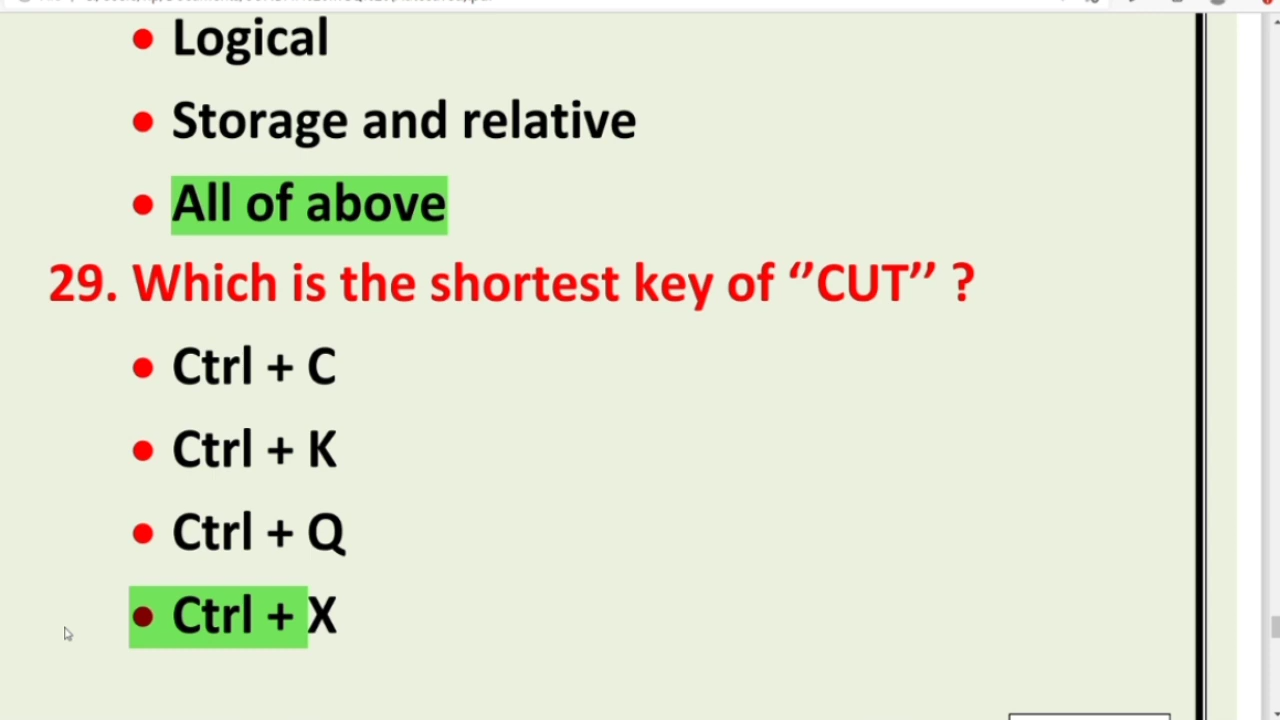 • Logical
• Storage and relative
• All of above
29. Which is the shortest key of ‘’CUT’’ ?
• Ctrl + C
• Ctrl + K
• Ctrl + Q
• Ctrl + X